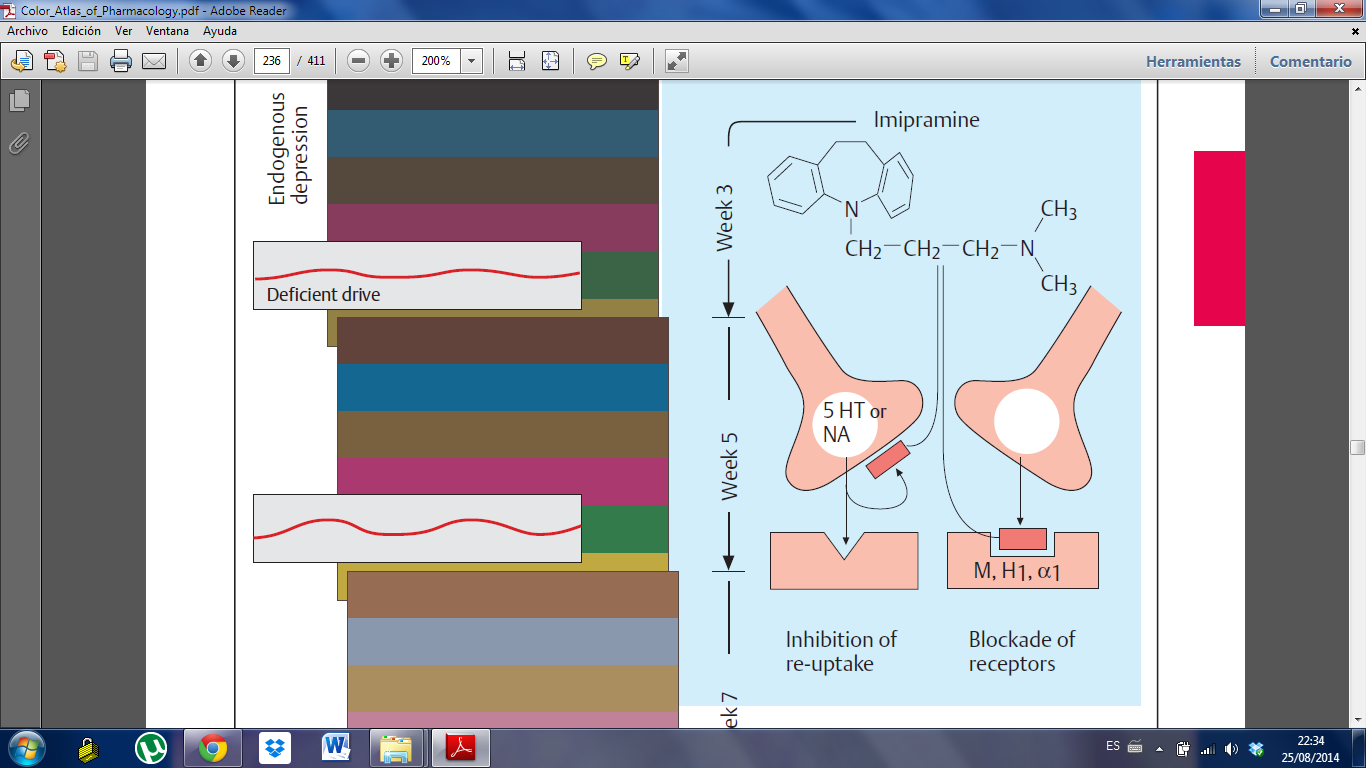 Color_Atlas_of_Pharmacology.pdf - Adobe Reader
Archivo Edición Ver Ventana Ayuda
236 / 411 200% Herramientas Comentario
Endogenous
depression
Deficient drive
Imipramine
Week 3
N
CH2 CH2 CH2 N
CH3
CH3
Week 5
5 HT or
NA
M, H1, α1
Inhibition of
re-uptake
Blockade of
receptors
ek 7
ES 22:34
25/08/2014